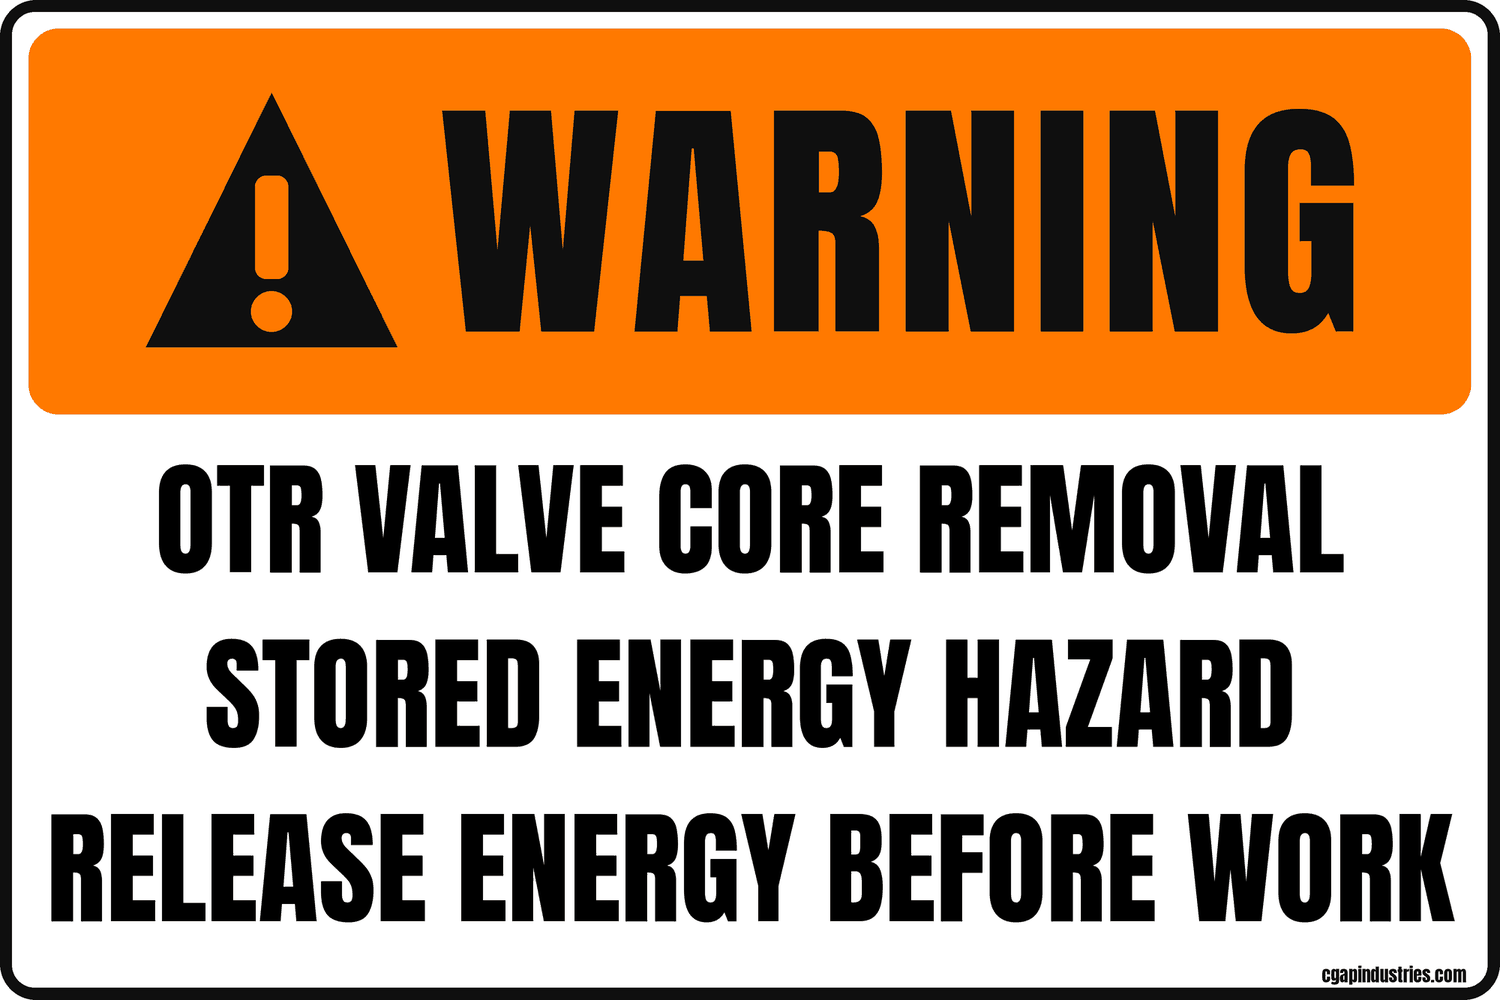 WARNING
OTR VALVE CORE REMOVAL
STORED ENERGY HAZARD
RELEASE ENERGY BEFORE WORK
cgapindustries.com